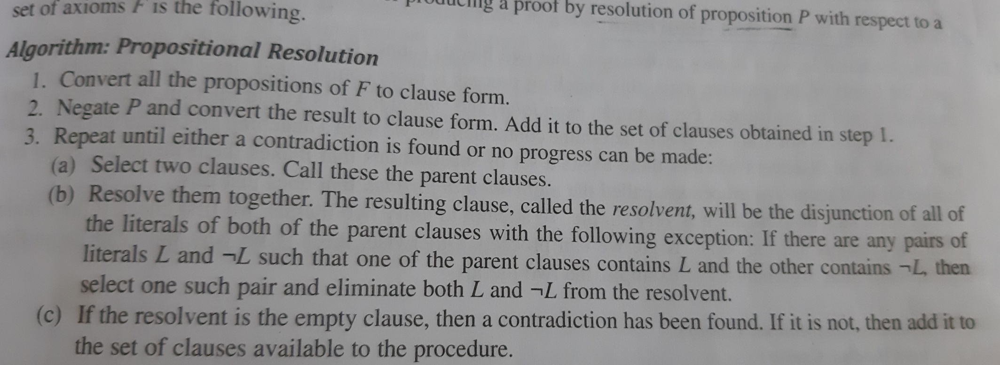 producing a proof by resolution of proposition P with respect to a
set of axioms F is the following.
Algorithm: Propositional Resolution
1. Convert all the propositions of F to clause form.
2. Negate P and convert the result to clause form. Add it to the set of clauses obtained in step 1.
3. Repeat until either a contradiction is found or no progress can be made:
(a) Select two clauses. Call these the parent clauses.
(b) Resolve them together. The resulting clause, called the resolvent, will be the disjunction of all of
the literals of both of the parent clauses with the following exception: If there are any pairs of
literals L and ¬L such that one of the parent clauses contains L and the other contains ¬L, then
select one such pair and eliminate both L and ¬L from the resolvent.
(c) If the resolvent is the empty clause, then a contradiction has been found. If it is not, then add it to
the set of clauses available to the procedure.